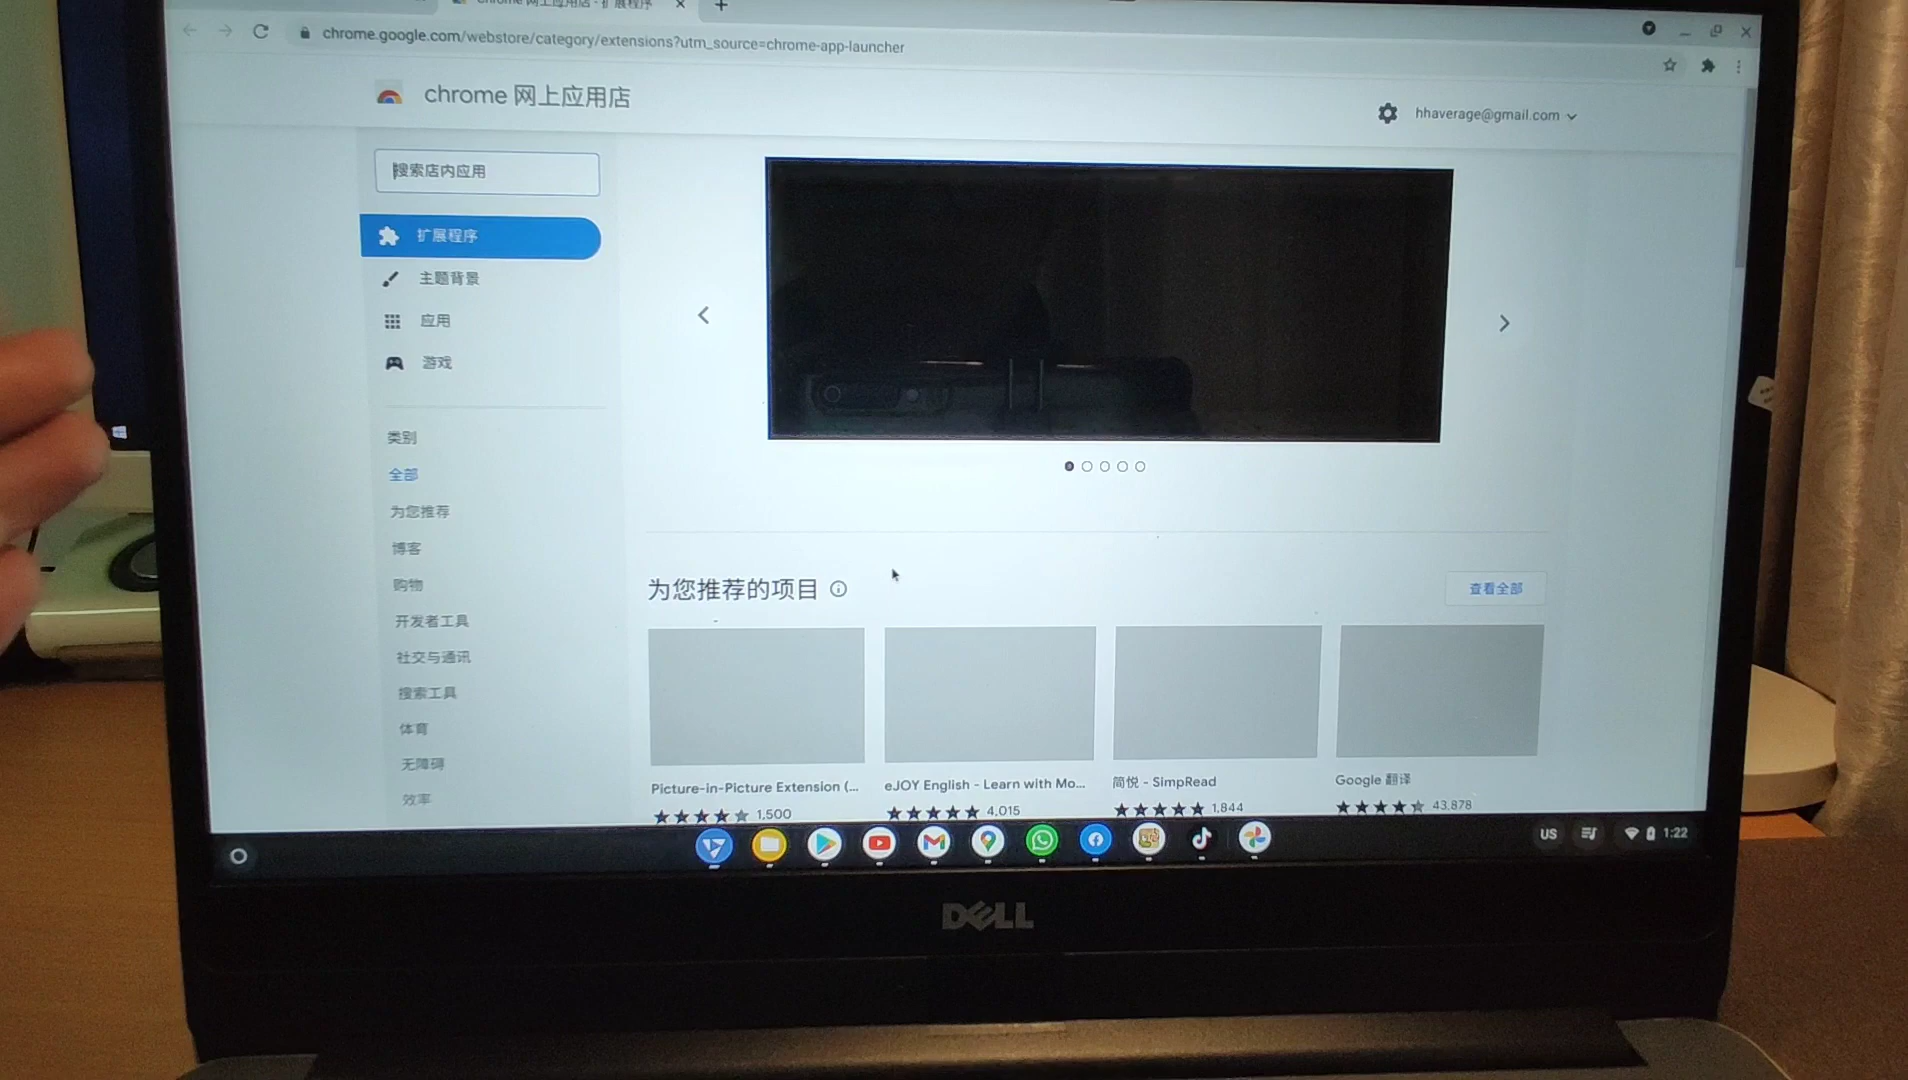 chrome.google.com/webstore/category/extensions?utm_source=chrome-app-launcher
chrome 网上应用店
hhaverage@gmail.com
搜索店内应用
扩展程序
主题背景
应用
游戏
类别
全部
为您推荐
博客
购物
开发者工具
社交与通讯
搜索工具
体育
无障碍
效率
为您推荐的项目
查看全部
Picture-in-Picture Extension (...
1,500
eJOY English - Learn with Mo...
4,015
简悦 - SimpRead
1,844
Google 翻译
43,878
US
1:22
DELL